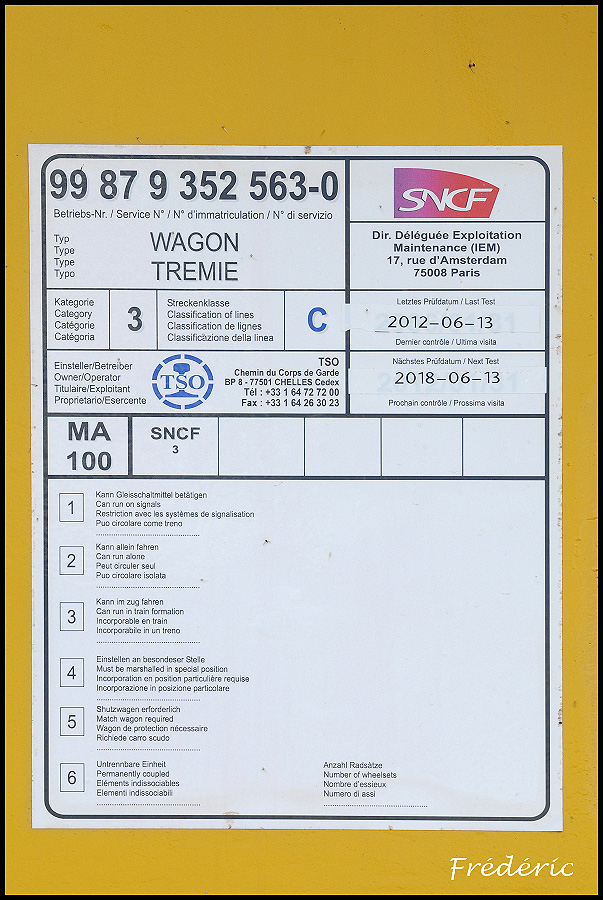 99 87 9 352 563-0
Betriebs-Nr. / Service N° / N° d'immatriculation / N° di servizio
Typ
Type
Type
Typo
WAGON
TREMIE
SNCF
Dir. Déléguée Exploitation
Maintenance (IEM)
17, rue d'Amsterdam
75008 Paris
Kategorie
Category
Catégorie
Catégoria
3
Streckenklasse
Classification of lines
Classification de lignes
Classificàzione della linea
C
Letztes Prüfdatum / Last Test
2012-06-13
Dernier contrôle / Ultima visita
Einsteller/Betreiber
Owner/Operator
Titulaire/Exploitant
Proprietario/Esercente
TSO
TSO
Chemin du Corps de Garde
BP 8 - 77501 CHELLES Cedex
Tél : +33 1 64 72 72 00
Fax : +33 1 64 26 30 23
Nächstes Prüfdatum / Next Test
2018-06-13
Prochain contrôle / Prossima visita
MA
100
SNCF
3
1
Kann Gleisschaltmittel betätigen
Can run on signals
Restriction avec les systèmes de signalisation
Puo circolare come treno
2
Kann allein fahren
Can run alone
Peut circuler seul
Puo circolare isolata
3
Kann im zug fahren
Can run in train formation
Incorporable en train
Incorporabile in un treno
4
Einstellen an besondeser Stelle
Must be marshalled in special position
Incorporation en position particulière requise
Incorporazione in posizione particolare
5
Shutzwagen erforderlich
Match wagon required
Wagon de protection nécessaire
Richiede carro scudo
6
Untrennbare Einheit
Permanently coupled
Eléments indissociables
Elementi indissociabili
Anzahl Radsätze
Number of wheelsets
Nombre d'essieux
Numero di assi
Frédéric